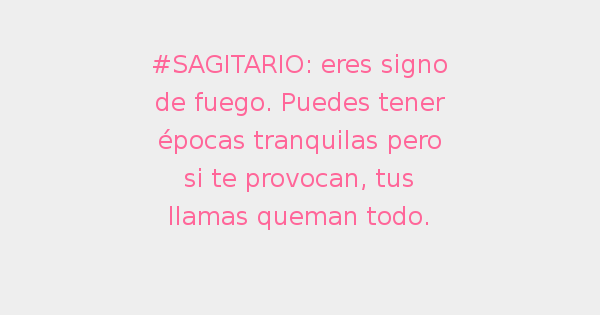 #SAGITARIO: eres signo
de fuego. Puedes tener
épocas tranquilas pero
si te provocan, tus
llamas queman todo.